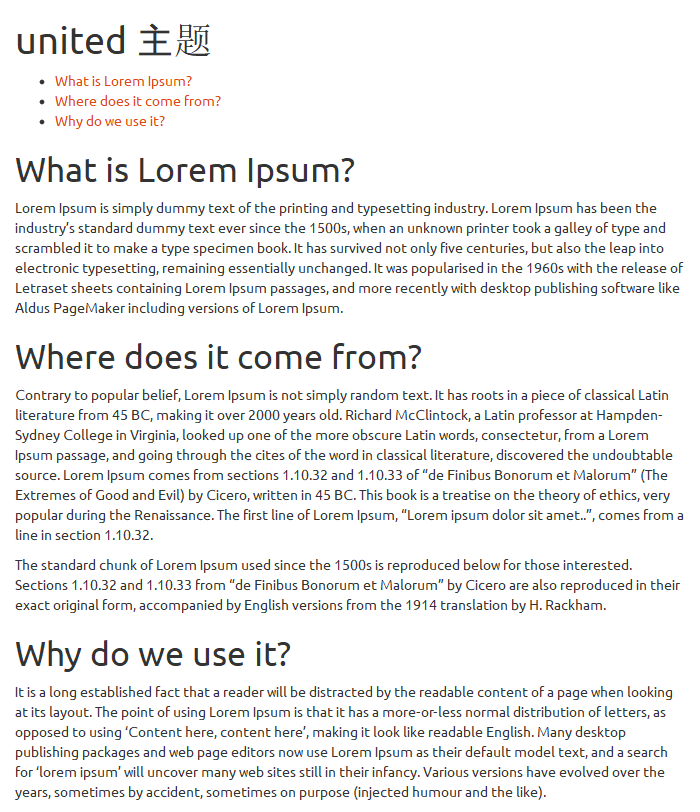 united 主题
What is Lorem Ipsum?
Where does it come from?
Why do we use it?
What is Lorem Ipsum?
Lorem Ipsum is simply dummy text of the printing and typesetting industry. Lorem Ipsum has been the
industry’s standard dummy text ever since the 1500s, when an unknown printer took a galley of type and
scrambled it to make a type specimen book. It has survived not only five centuries, but also the leap into
electronic typesetting, remaining essentially unchanged. It was popularised in the 1960s with the release of
Letraset sheets containing Lorem Ipsum passages, and more recently with desktop publishing software like
Aldus PageMaker including versions of Lorem Ipsum.
Where does it come from?
Contrary to popular belief, Lorem Ipsum is not simply random text. It has roots in a piece of classical Latin
literature from 45 BC, making it over 2000 years old. Richard McClintock, a Latin professor at Hampden-
Sydney College in Virginia, looked up one of the more obscure Latin words, consectetur, from a Lorem
Ipsum passage, and going through the cites of the word in classical literature, discovered the undoubtable
source. Lorem Ipsum comes from sections 1.10.32 and 1.10.33 of “de Finibus Bonorum et Malorum” (The
Extremes of Good and Evil) by Cicero, written in 45 BC. This book is a treatise on the theory of ethics, very
popular during the Renaissance. The first line of Lorem Ipsum, “Lorem ipsum dolor sit amet..”, comes from a
line in section 1.10.32.
The standard chunk of Lorem Ipsum used since the 1500s is reproduced below for those interested.
Sections 1.10.32 and 1.10.33 from “de Finibus Bonorum et Malorum” by Cicero are also reproduced in their
exact original form, accompanied by English versions from the 1914 translation by H. Rackham.
Why do we use it?
It is a long established fact that a reader will be distracted by the readable content of a page when looking
at its layout. The point of using Lorem Ipsum is that it has a more-or-less normal distribution of letters, as
opposed to using ‘Content here, content here’, making it look like readable English. Many desktop
publishing packages and web page editors now use Lorem Ipsum as their default model text, and a search
for ‘lorem ipsum’ will uncover many web sites still in their infancy. Various versions have evolved over the
years, sometimes by accident, sometimes on purpose (injected humour and the like).